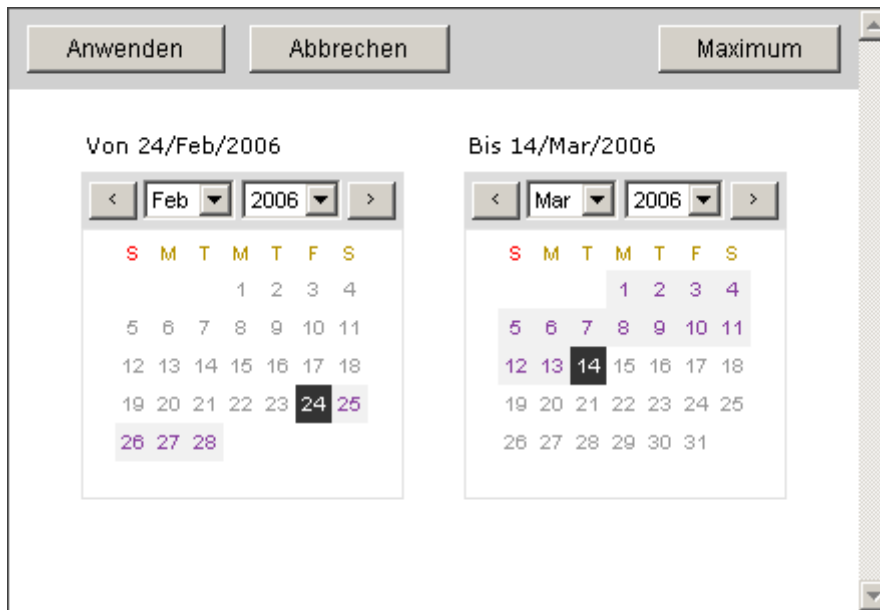 Anwenden Abbrechen Maximum
Von 24/Feb/2006
< Feb 2006 >
S M T M T F S
1 2 3 4
5 6 7 8 9 10 11
12 13 14 15 16 17 18
19 20 21 22 23 24 25
26 27 28
Bis 14/Mar/2006
< Mar 2006 >
S M T M T F S
1 2 3 4
5 6 7 8 9 10 11
12 13 14 15 16 17 18
19 20 21 22 23 24 25
26 27 28 29 30 31